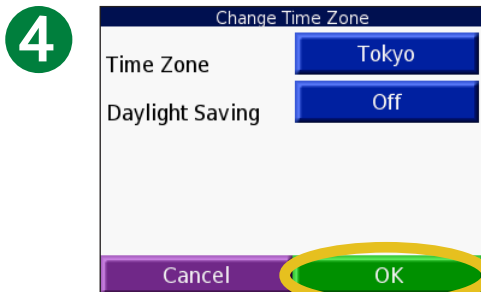 4
Change Time Zone
Time Zone Tokyo
Daylight Saving Off
Cancel OK